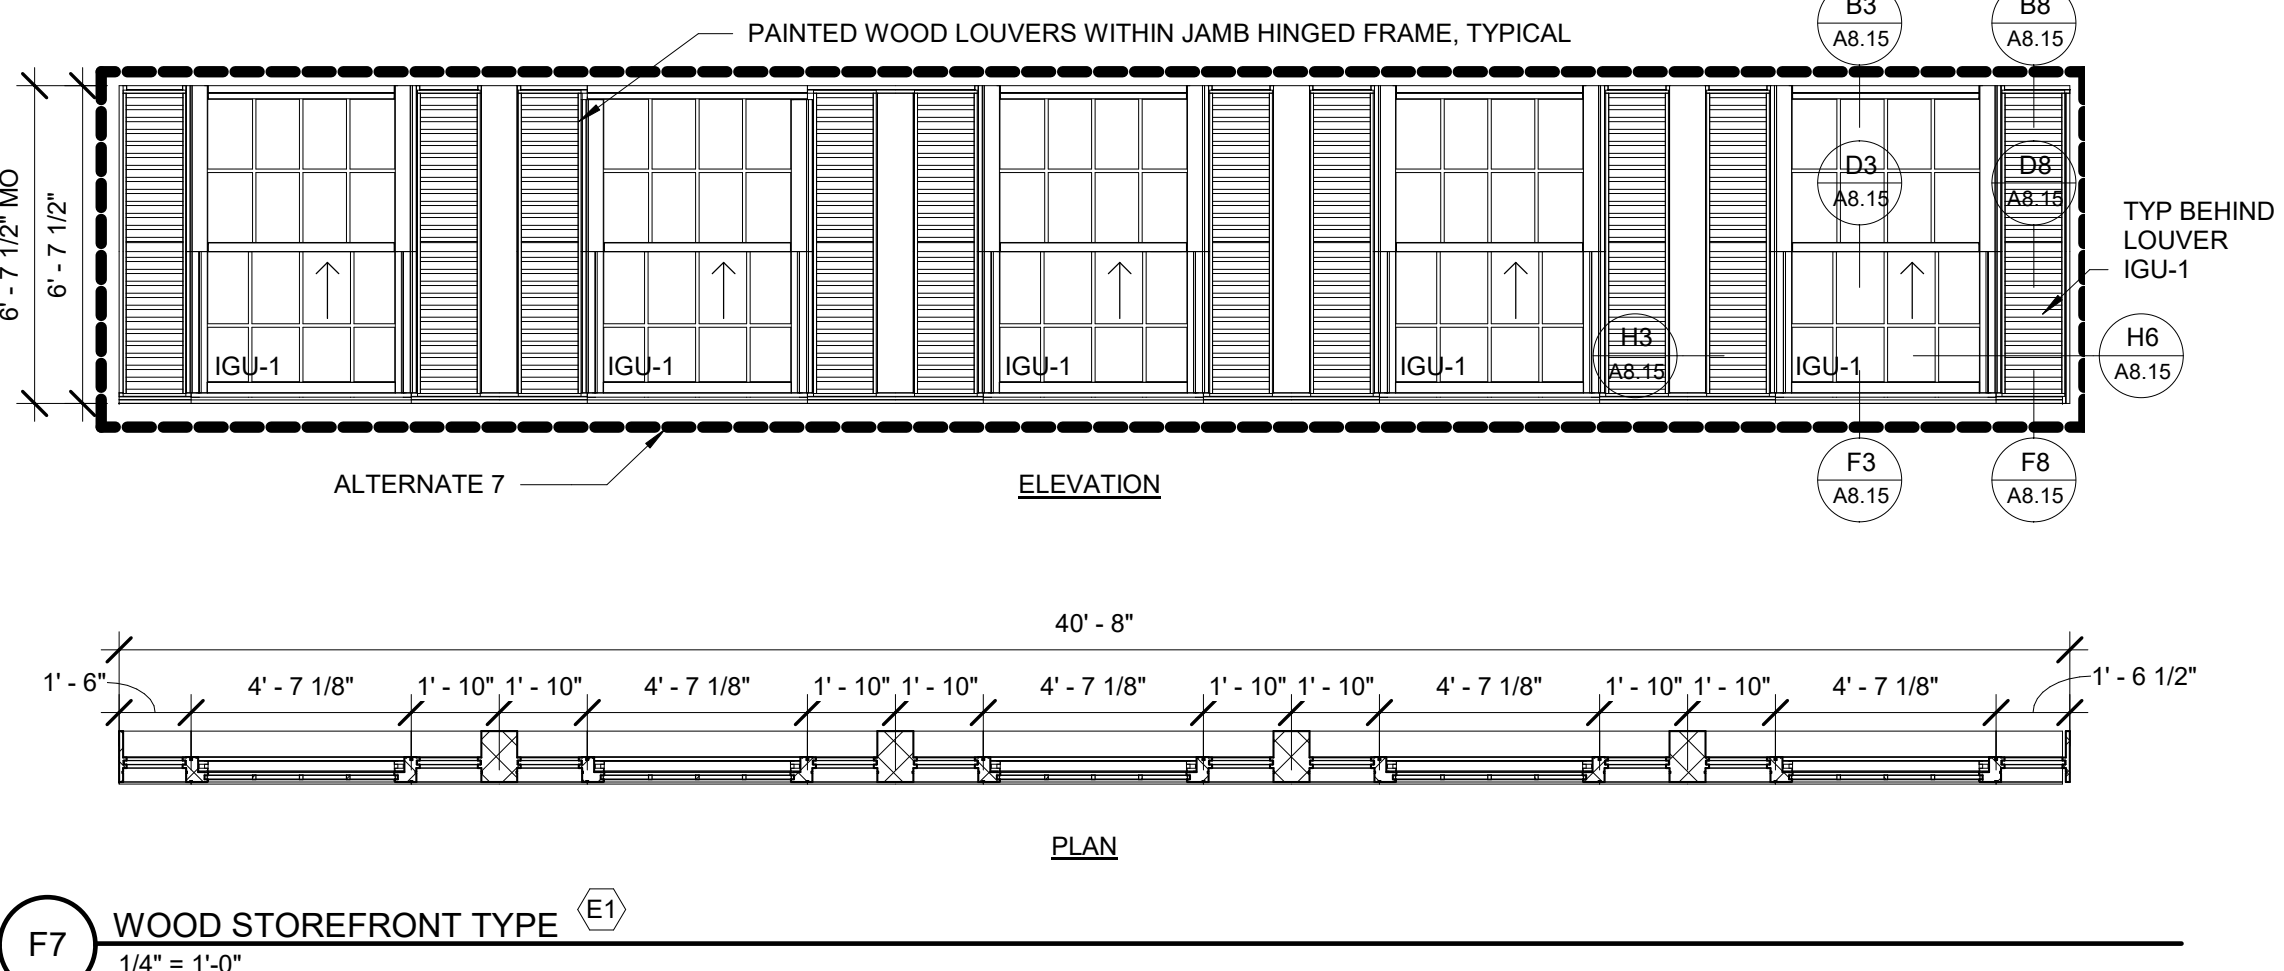 B3
A8.15
B8
A8.15
PAINTED WOOD LOUVERS WITHIN JAMB HINGED FRAME, TYPICAL
6' - 7 1/2" MO
6' - 7 1/2"
D3
A8.15
D8
A8.15
TYP BEHIND
LOUVER
IGU-1
IGU-1
IGU-1
IGU-1
IGU-1
IGU-1
H3
A8.15
H6
A8.15
F3
A8.15
F8
A8.15
ALTERNATE 7
ELEVATION
40' - 8"
1' - 6"
4' - 7 1/8"
1' - 10"
1' - 10"
4' - 7 1/8"
1' - 10"
1' - 10"
4' - 7 1/8"
1' - 10"
1' - 10"
4' - 7 1/8"
1' - 10"
1' - 10"
4' - 7 1/8"
1' - 6 1/2"
PLAN
F7
WOOD STOREFRONT TYPE
E1
1/4" = 1'-0"